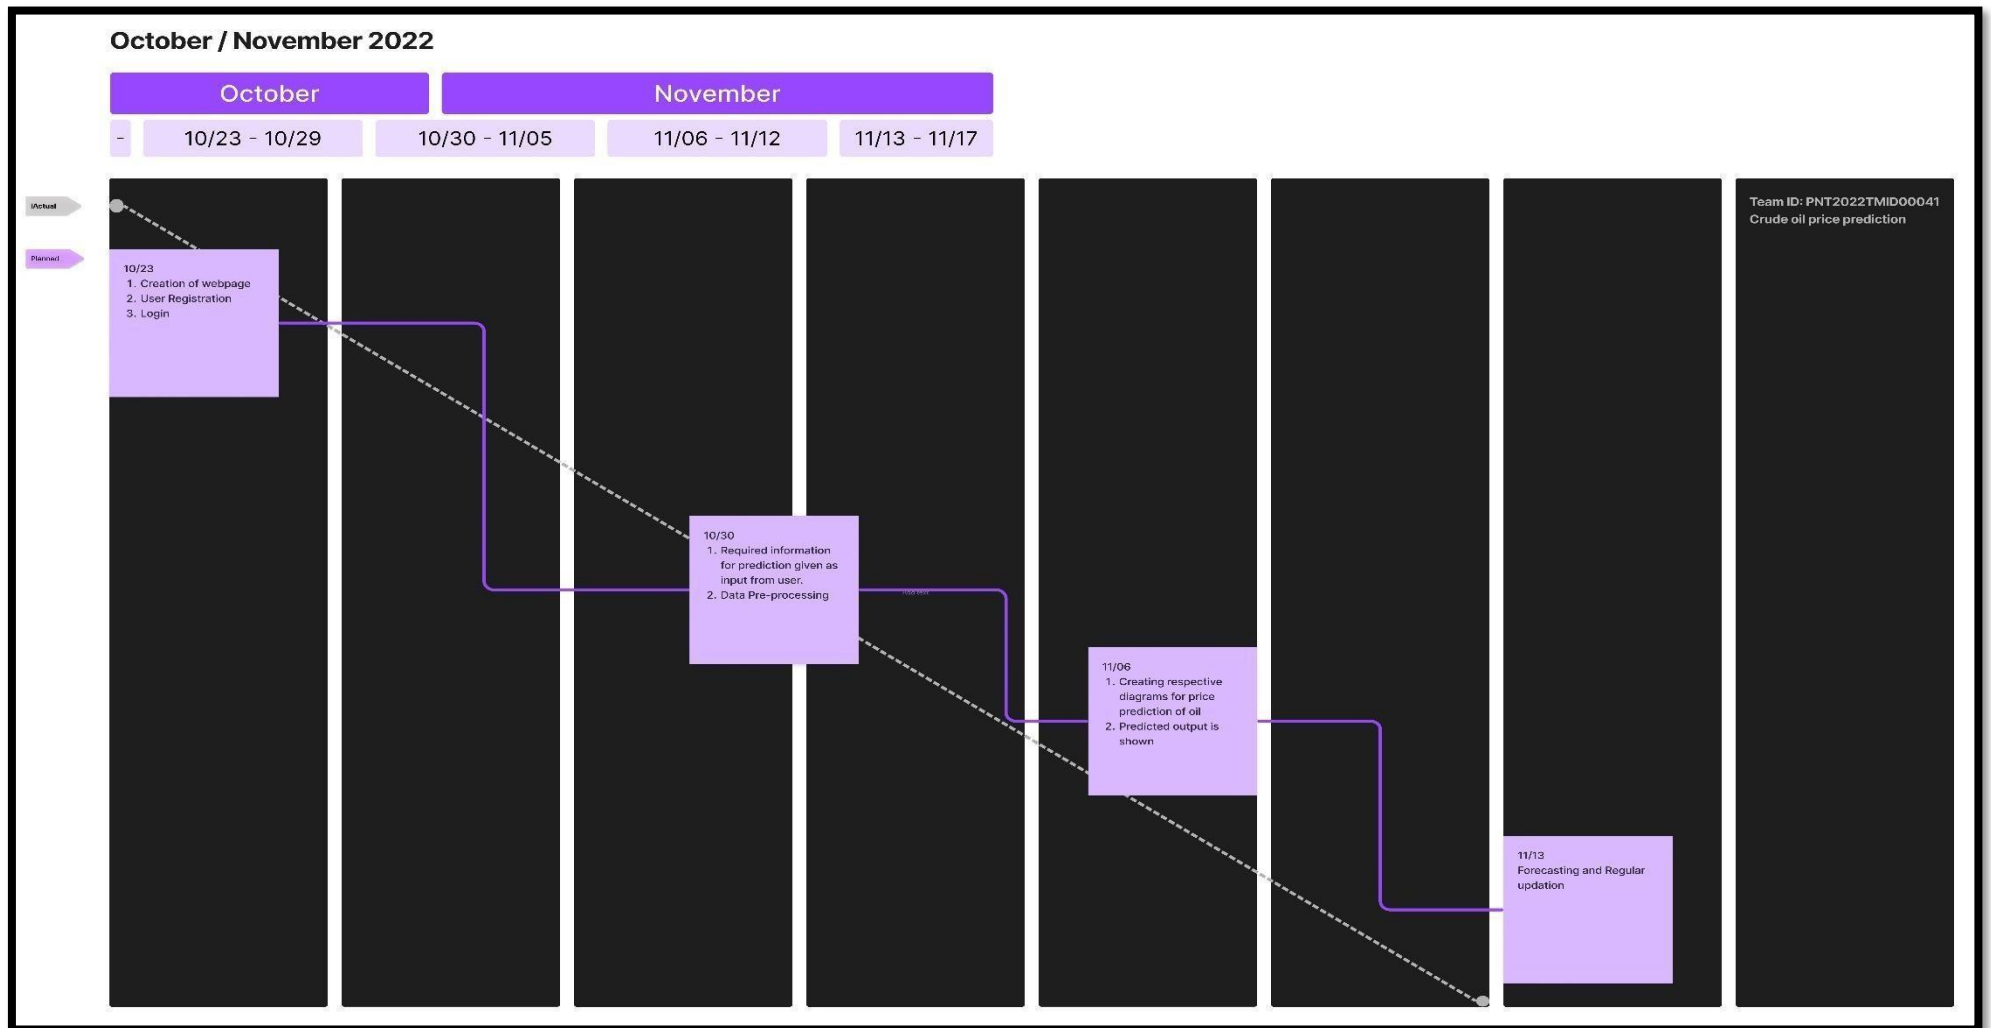 October / November 2022
October
November
-
10/23 - 10/29
10/30 - 11/05
11/06 - 11/12
11/13 - 11/17
iActual
Planned
Team ID: PNT2022TMID00041
Crude oil price prediction
10/23
1. Creation of webpage
2. User Registration
3. Login
10/30
1. Required information
for prediction given as
input from user.
2. Data Pre-processing
11/06
1. Creating respective
diagrams for price
prediction of oil
2. Predicted output is
shown
11/13
Forecasting and Regular
updation